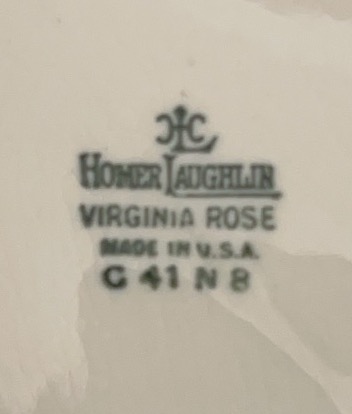 HLC
HOMER LAUGHLIN
VIRGINIA ROSE
MADE IN U.S.A.
C 41 N 8